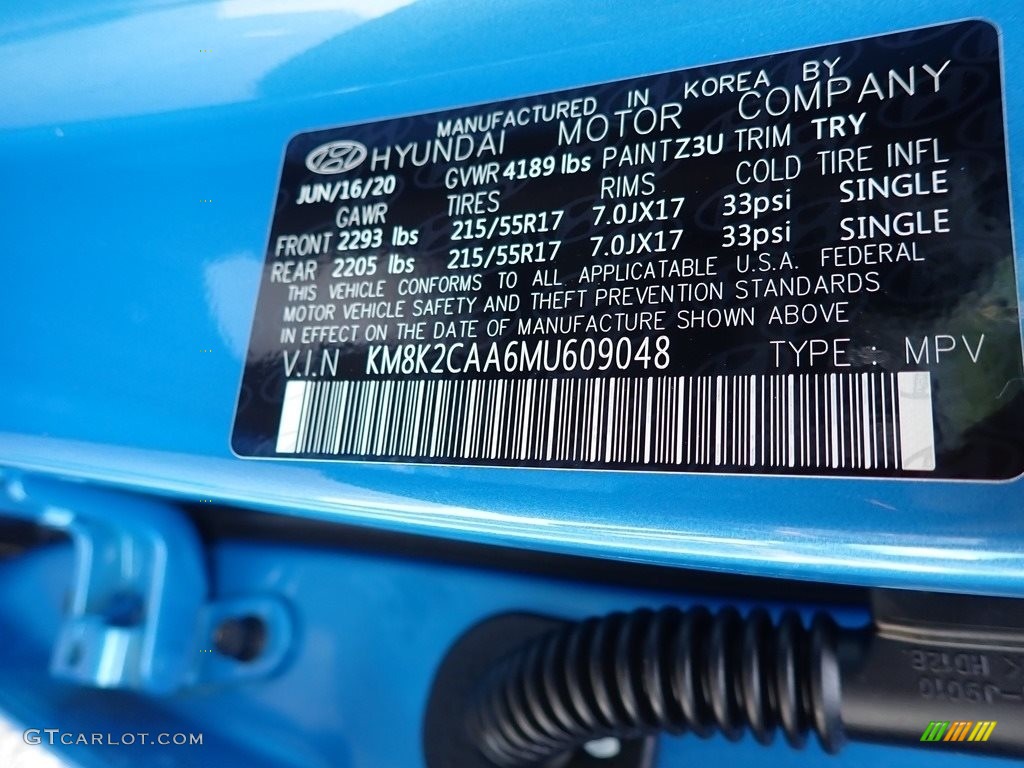 MANUFACTURED IN KOREA BY
HYUNDAI MOTOR COMPANY
JUN/16/20 GVWR 4189 lbs PAINT Z3U TRIM TRY
GAWR TIRES RIMS COLD TIRE INFL
FRONT 2293 lbs 215/55R17 7.0JX17 33psi SINGLE
REAR 2205 lbs 215/55R17 7.0JX17 33psi SINGLE
THIS VEHICLE CONFORMS TO ALL APPLICATABLE U.S.A. FEDERAL
MOTOR VEHICLE SAFETY AND THEFT PREVENTION STANDARDS
IN EFFECT ON THE DATE OF MANUFACTURE SHOWN ABOVE
V.I.N KM8K2CAA6MU609048 TYPE : MPV
GTCARLOT.COM